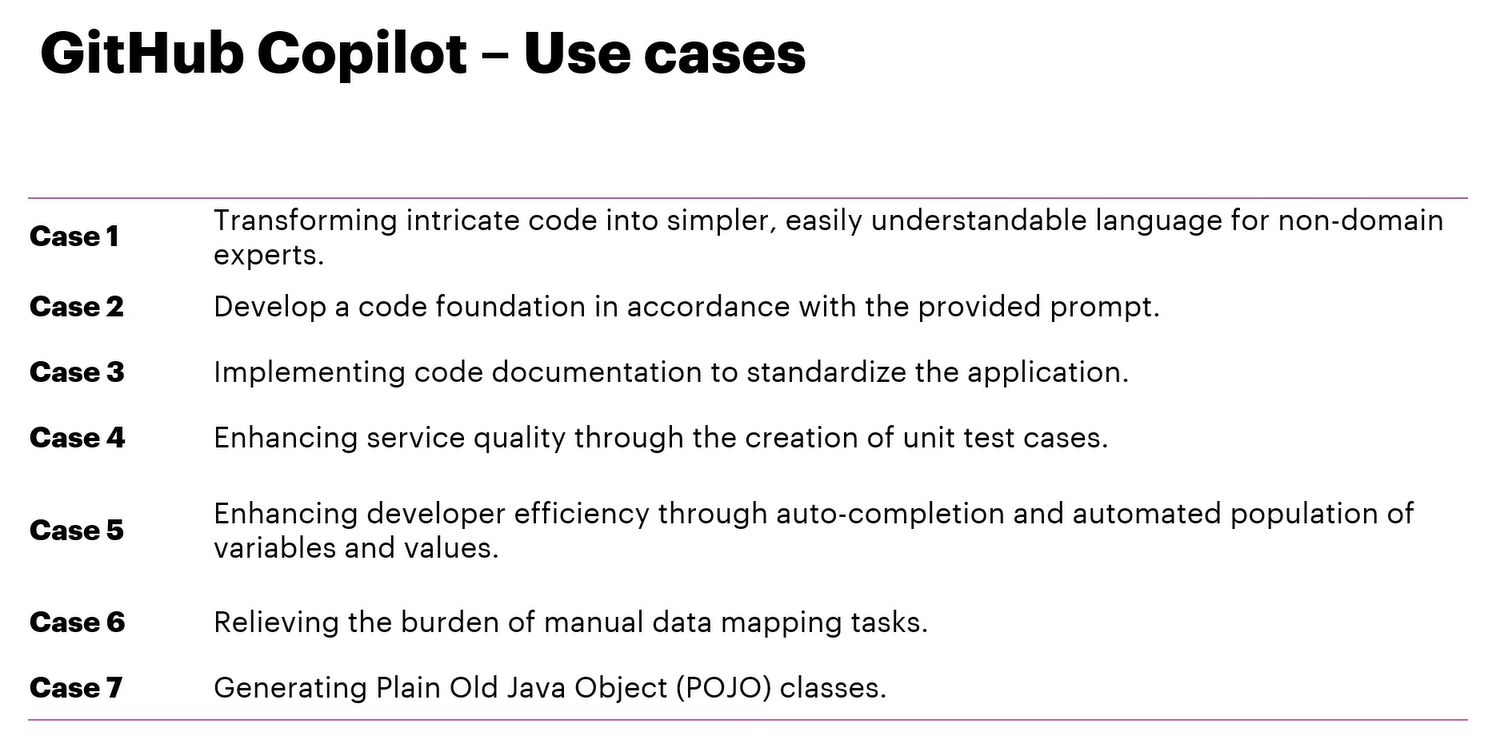 GitHub Copilot – Use cases
Case 1
Transforming intricate code into simpler, easily understandable language for non-domain
experts.
Case 2
Develop a code foundation in accordance with the provided prompt.
Case 3
Implementing code documentation to standardize the application.
Case 4
Enhancing service quality through the creation of unit test cases.
Case 5
Enhancing developer efficiency through auto-completion and automated population of
variables and values.
Case 6
Relieving the burden of manual data mapping tasks.
Case 7
Generating Plain Old Java Object (POJO) classes.